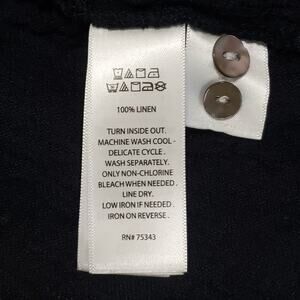 100% LINEN
TURN INSIDE OUT.
MACHINE WASH COOL -
DELICATE CYCLE .
WASH SEPARATELY.
ONLY NON-CHLORINE
BLEACH WHEN NEEDED .
LINE DRY.
LOW IRON IF NEEDED .
IRON ON REVERSE .
RN# 75343